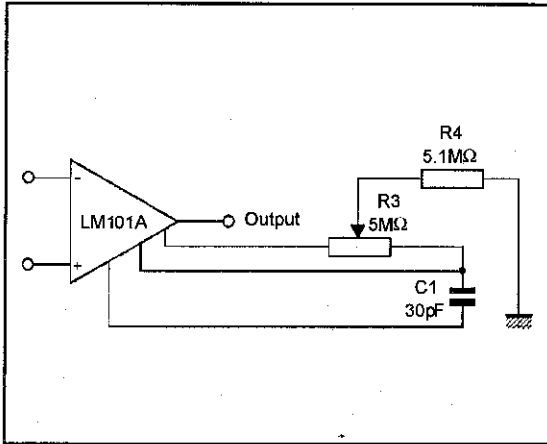 R4
5.1MΩ
R3
5MΩ
-
LM101A
Output
+
C1
30pF